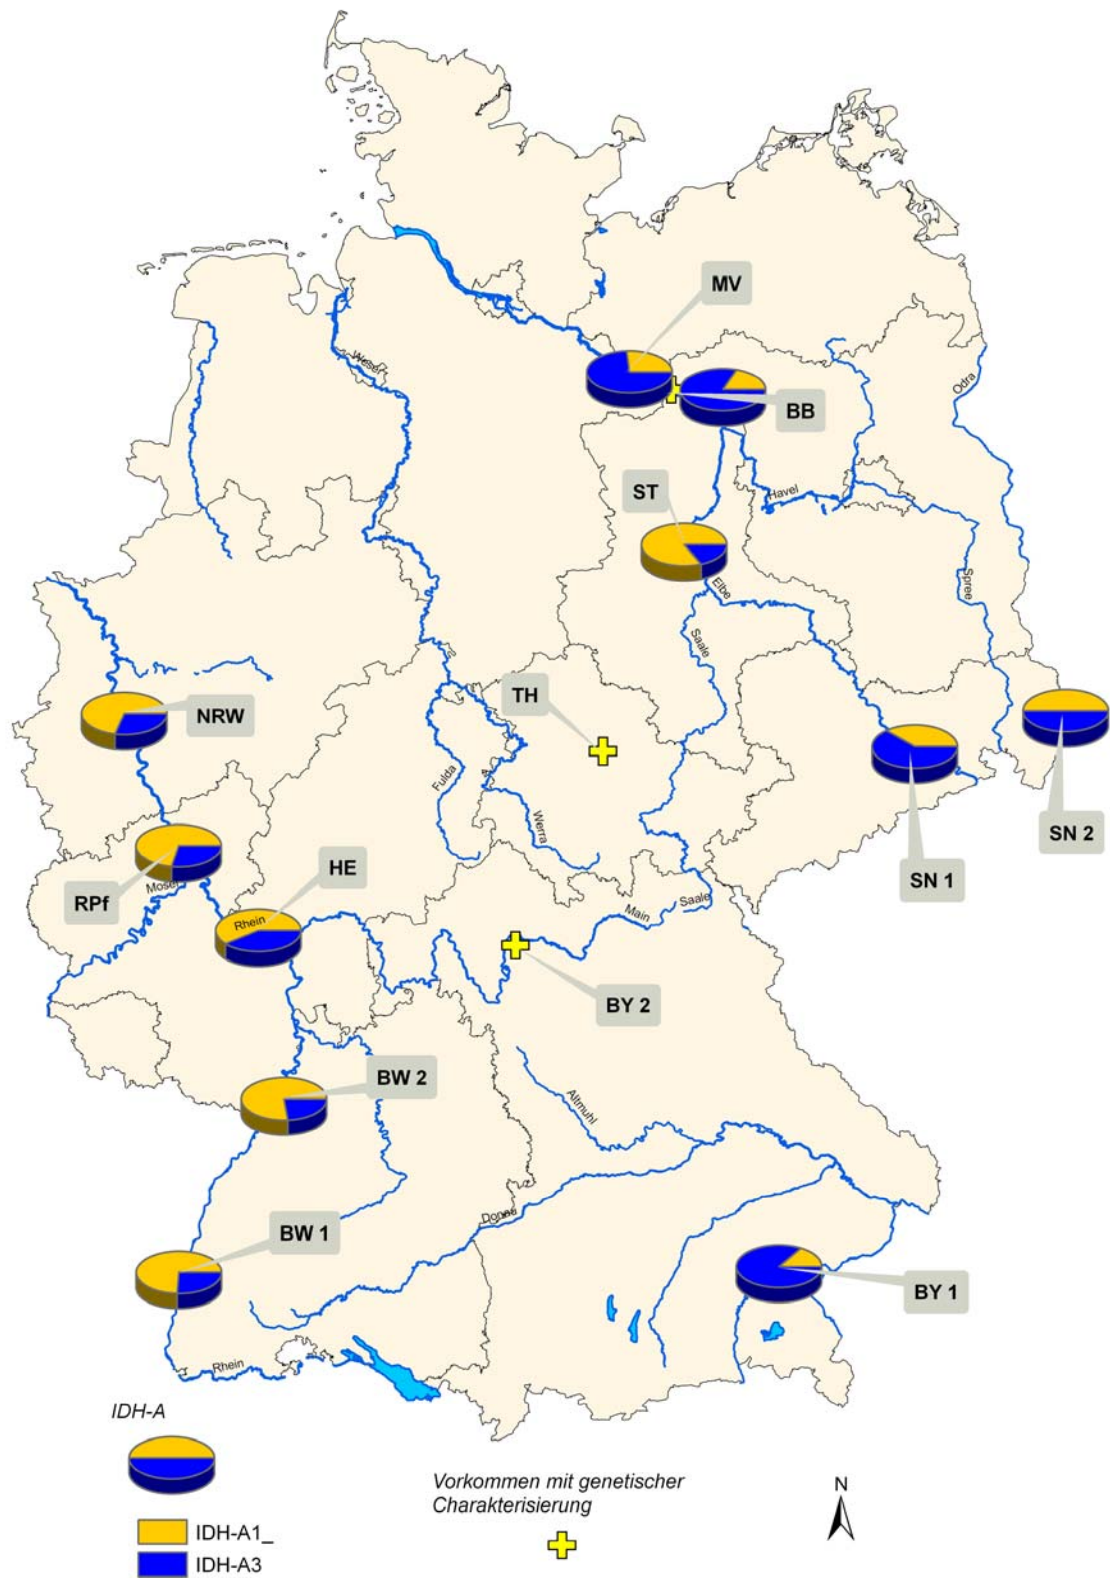 MV
Weser
BB
Odra
ST
Havel
Elbe
Spree
Saale
NRW
TH
Fulda
Werra
SN 2
SN 1
HE
RPf
Mosel
Rhein
Main
Saale
BY 2
BW 2
Altmuhl
Donau
BW 1
BY 1
Rhein
IDH-A
Vorkommen mit genetischer
Charakterisierung
N
IDH-A1_
IDH-A3